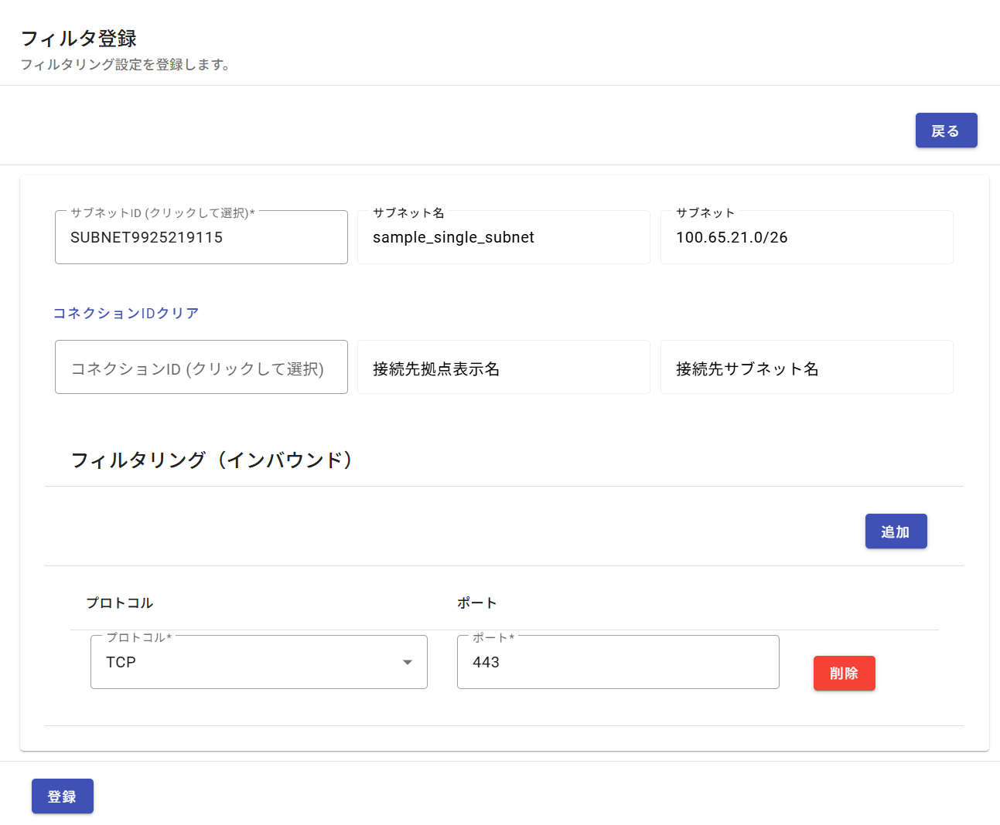 フィルタ登録
フィルタリング設定を登録します。
戻る
サブネットID (クリックして選択)*
SUBNET9925219115
サブネット名
sample_single_subnet
サブネット
100.65.21.0/26
コネクションIDクリア
コネクションID (クリックして選択)
接続先拠点表示名
接続先サブネット名
フィルタリング（インバウンド）
追加
プロトコル
ポート
プロトコル*
TCP
ポート*
443
削除
登録